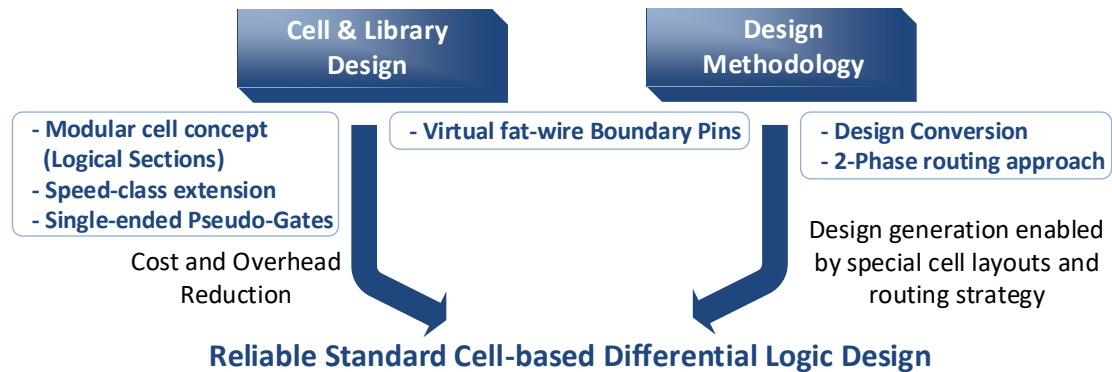 Cell & Library
Design
Design
Methodology
- Modular cell concept
(Logical Sections)
- Speed-class extension
- Single-ended Pseudo-Gates
- Virtual fat-wire Boundary Pins
- Design Conversion
- 2-Phase routing approach
Cost and Overhead
Reduction
Design generation enabled
by special cell layouts and
routing strategy
Reliable Standard Cell-based Differential Logic Design